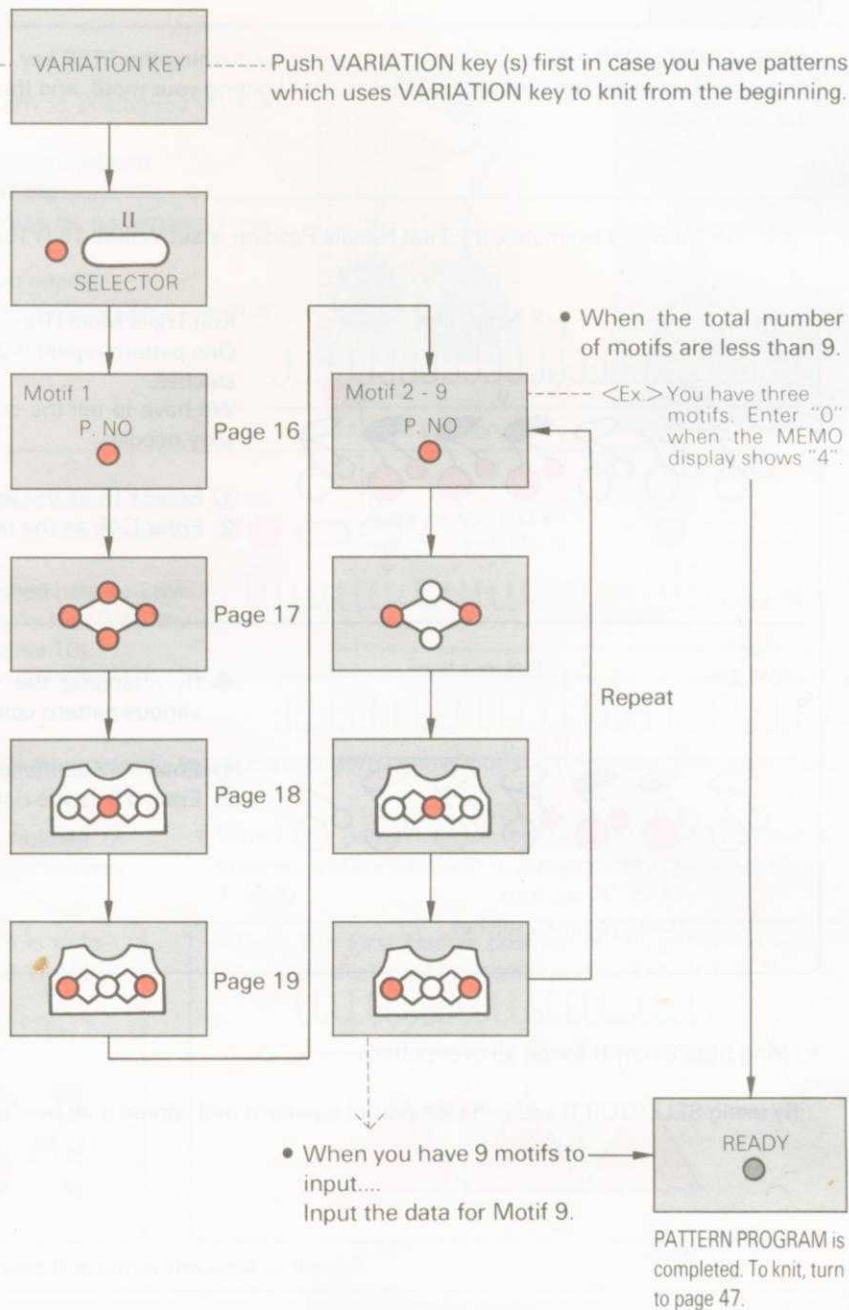 VARIATION KEY
Push VARIATION key (s) first in case you have patterns
which uses VARIATION key to knit from the beginning.
II
SELECTOR
• When the total number
of motifs are less than 9.
Motif 1
P. NO
Page 16
Motif 2 - 9
P. NO
<Ex.> You have three
motifs. Enter "0"
when the MEMO
display shows "4".
Page 17
Repeat
Page 18
Page 19
• When you have 9 motifs to
input....
Input the data for Motif 9.
READY
PATTERN PROGRAM is
completed. To knit, turn
to page 47.